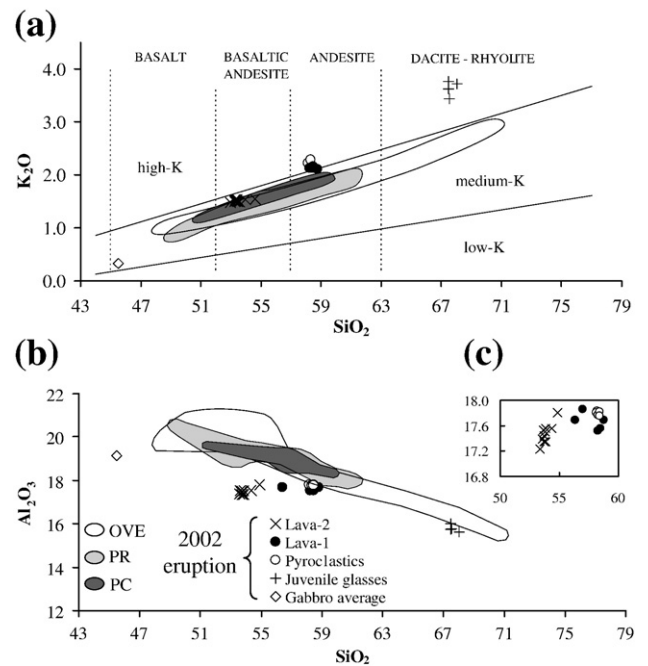 (a)
BASALT
BASALTIC
ANDESITE
ANDESITE
DACITE - RHYOLITE
4.0
3.0
2.0
1.0
0.0
K2O
high-K
medium-K
low-K
43 47 51 55 59 63 67 71 75 79
SiO2
(b)
(c)
22
20
18
16
14
12
Al2O3
18.0
17.6
17.2
16.8
50 55 60
OVE
PR
PC
2002
eruption
Lava-2
Lava-1
Pyroclastics
Juvenile glasses
Gabbro average
43 47 51 55 59 63 67 71 75 79
SiO2